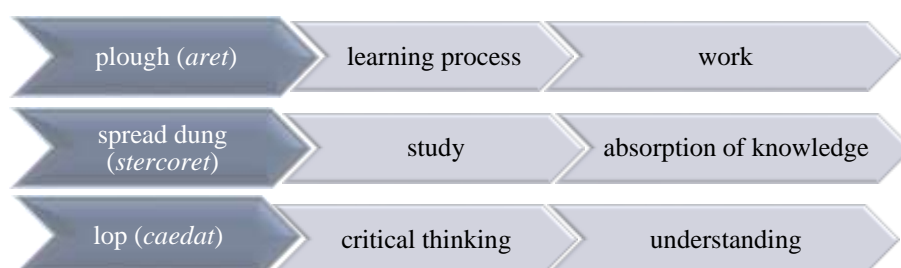 plough (aret) learning process work
spread dung
(stercoret) study absorption of knowledge
lop (caedat) critical thinking understanding